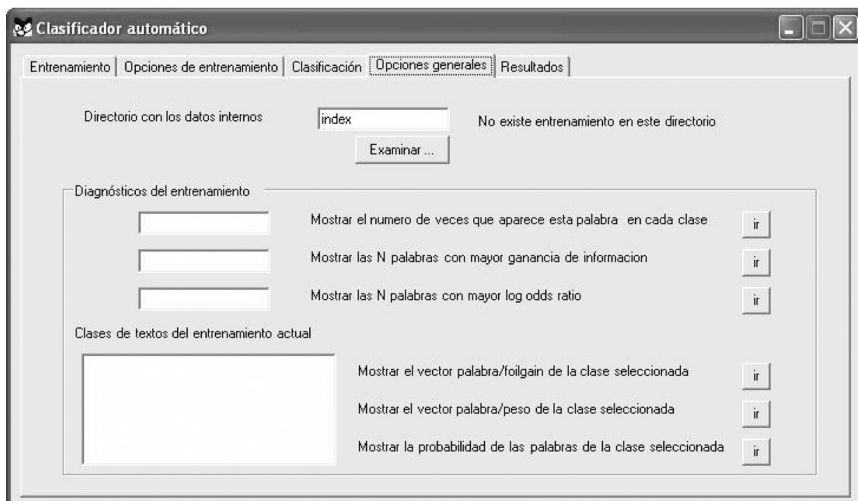 Clasificador automático
Entrenamiento Opciones de entrenamiento Clasificación Opciones generales Resultados
Directorio con los datos internos index No existe entrenamiento en este directorio
Examinar ...
Diagnósticos del entrenamiento
Mostrar el numero de veces que aparece esta palabra en cada clase ir
Mostrar las N palabras con mayor ganancia de informacion ir
Mostrar las N palabras con mayor log odds ratio ir
Clases de textos del entrenamiento actual
Mostrar el vector palabra/foilgain de la clase seleccionada ir
Mostrar el vector palabra/peso de la clase seleccionada ir
Mostrar la probabilidad de las palabras de la clase seleccionada ir